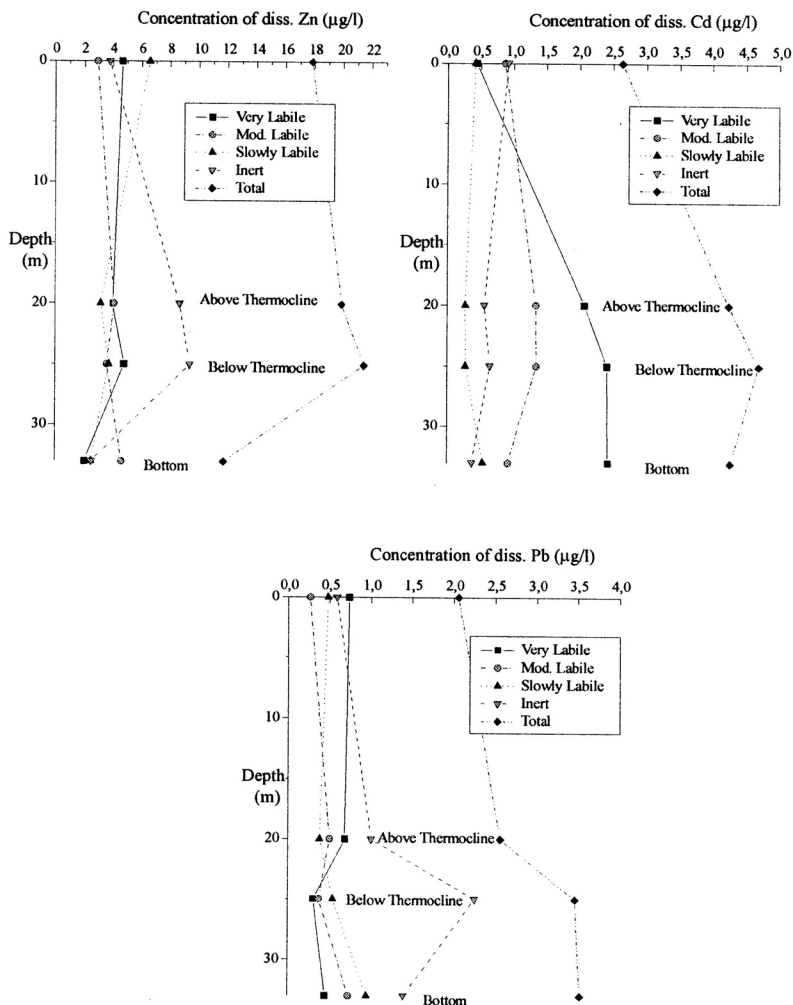 Concentration of diss. Zn (µg/l)
0 2 4 6 8 10 12 14 16 18 20 22
0
10
20
30
Depth
(m)
Very Labile
Mod. Labile
Slowly Labile
Inert
Total
Above Thermocline
Below Thermocline
Bottom
Concentration of diss. Cd (µg/l)
0,0 0,5 1,0 1,5 2,0 2,5 3,0 3,5 4,0 4,5 5,0
0
10
20
30
Depth
(m)
Very Labile
Mod. Labile
Slowly Labile
Inert
Total
Above Thermocline
Below Thermocline
Bottom
Concentration of diss. Pb (µg/l)
0,0 0,5 1,0 1,5 2,0 2,5 3,0 3,5 4,0
0
10
20
30
Depth
(m)
Very Labile
Mod. Labile
Slowly Labile
Inert
Total
Above Thermocline
Below Thermocline
Bottom